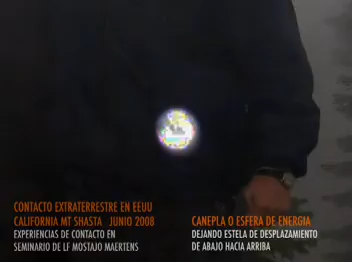 CONTACTO EXTRATERRESTRE EN EEUU
CALIFORNIA MT SHASTA JUNIO 2008
EXPERIENCIAS DE CONTACTO EN
SEMINARIO DE LF MOSTAJO MAERTENS
CANEPLA O ESFERA DE ENERGIA
DEJANDO ESTELA DE DESPLAZAMIENTO
DE ABAJO HACIA ARRIBA